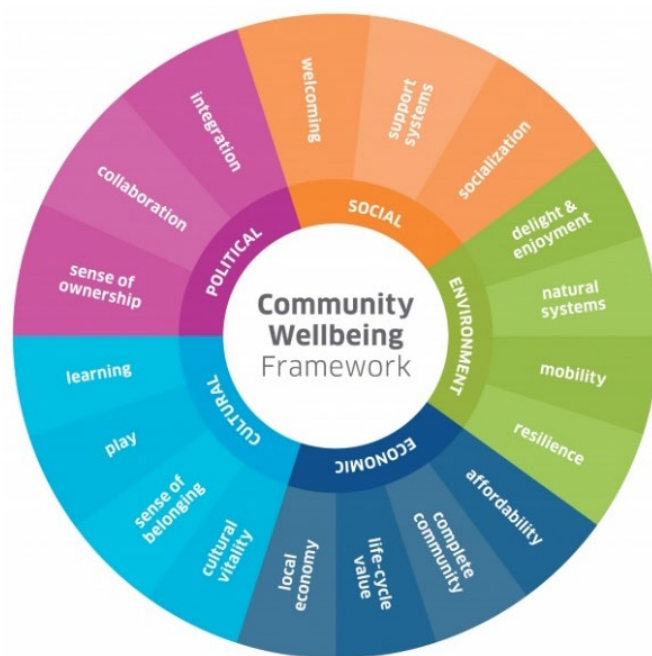 Community
Wellbeing
Framework
SOCIAL
welcoming
support
systems
socialization
ENVIRONMENT
delight &
enjoyment
natural
systems
mobility
resilience
ECONOMIC
affordability
complete
community
life-cycle
value
local
economy
CULTURAL
cultural
vitality
sense of
belonging
play
learning
POLITICAL
sense of
ownership
collaboration
integration